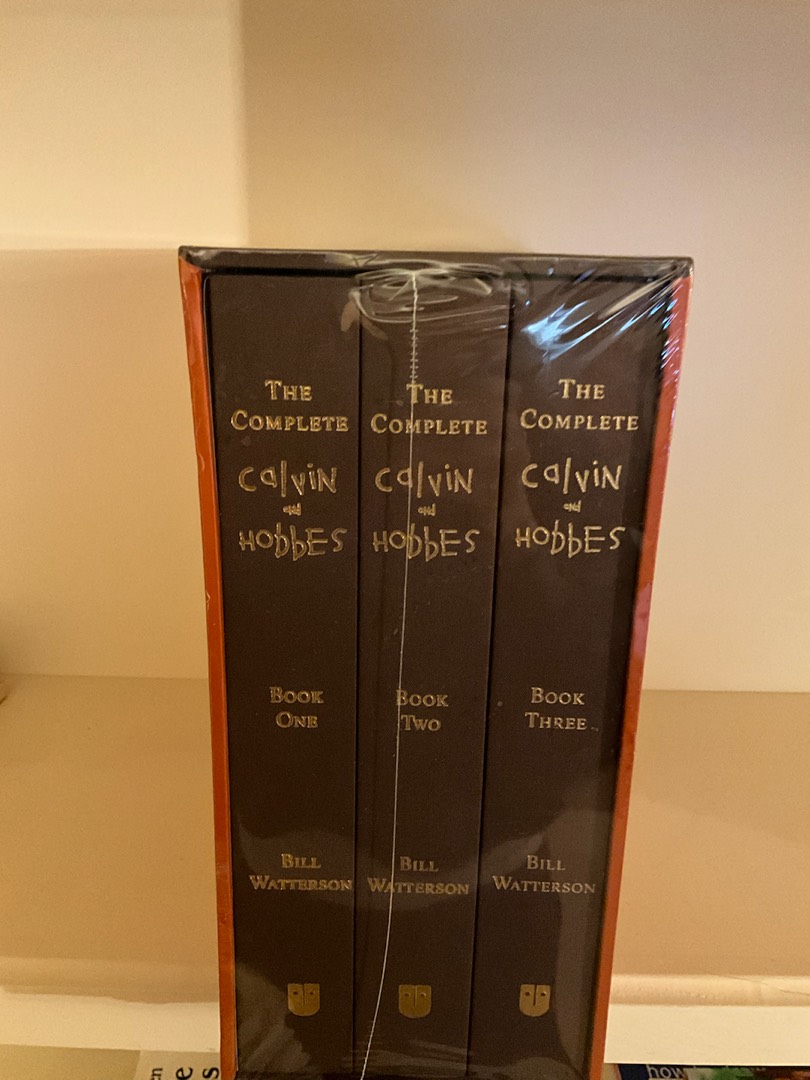 THE
COMPLETE
CALVIN
and
HOBBES
BOOK
ONE
BILL
WATTERSON
THE
COMPLETE
CALVIN
and
HOBBES
BOOK
TWO
BILL
WATTERSON
THE
COMPLETE
CALVIN
and
HOBBES
BOOK
THREE
BILL
WATTERSON